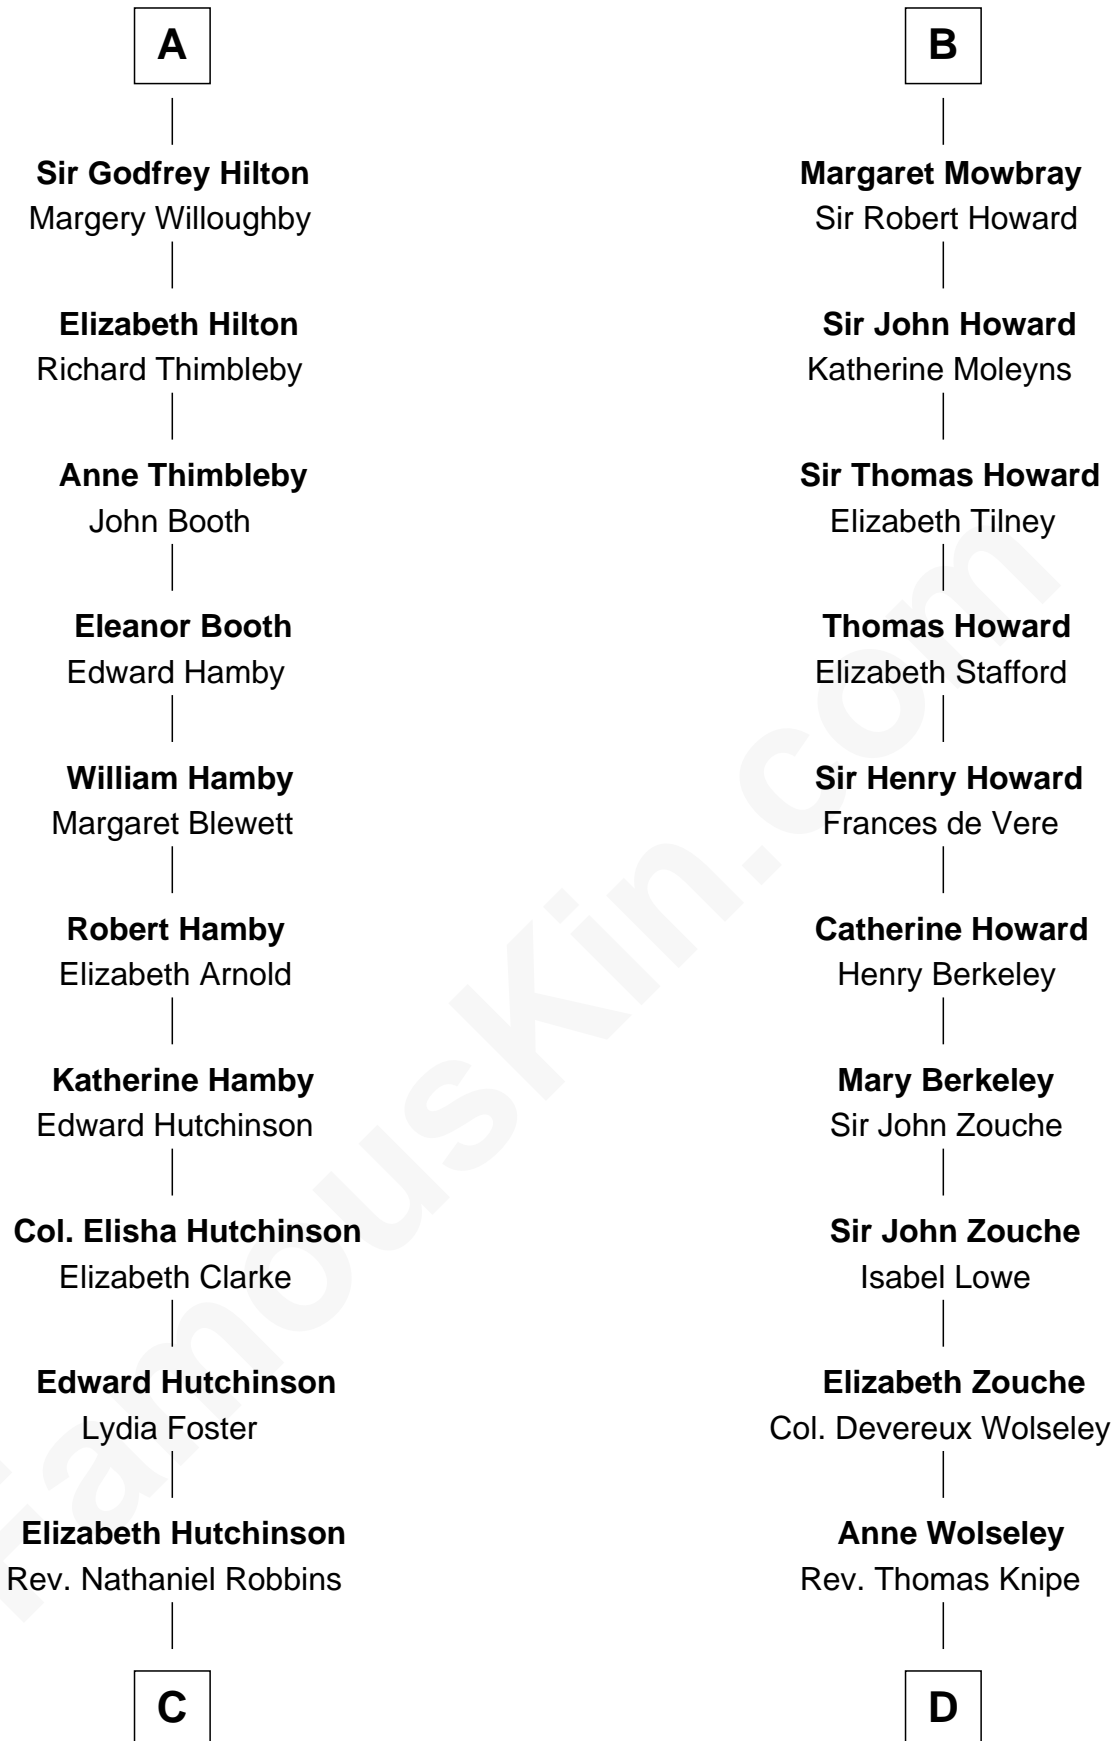 A
Sir Godfrey Hilton
Margery Willoughby
Elizabeth Hilton
Richard Thimbleby
Anne Thimbleby
John Booth
Eleanor Booth
Edward Hamby
William Hamby
Margaret Blewett
Robert Hamby
Elizabeth Arnold
Katherine Hamby
Edward Hutchinson
Col. Elisha Hutchinson
Elizabeth Clarke
Edward Hutchinson
Lydia Foster
Elizabeth Hutchinson
Rev. Nathaniel Robbins
C
B
Margaret Mowbray
Sir Robert Howard
Sir John Howard
Katherine Moleyns
Sir Thomas Howard
Elizabeth Tilney
Thomas Howard
Elizabeth Stafford
Sir Henry Howard
Frances de Vere
Catherine Howard
Henry Berkeley
Mary Berkeley
Sir John Zouche
Sir John Zouche
Isabel Lowe
Elizabeth Zouche
Col. Devereux Wolseley
Anne Wolseley
Rev. Thomas Knipe
D
FamousKin.com